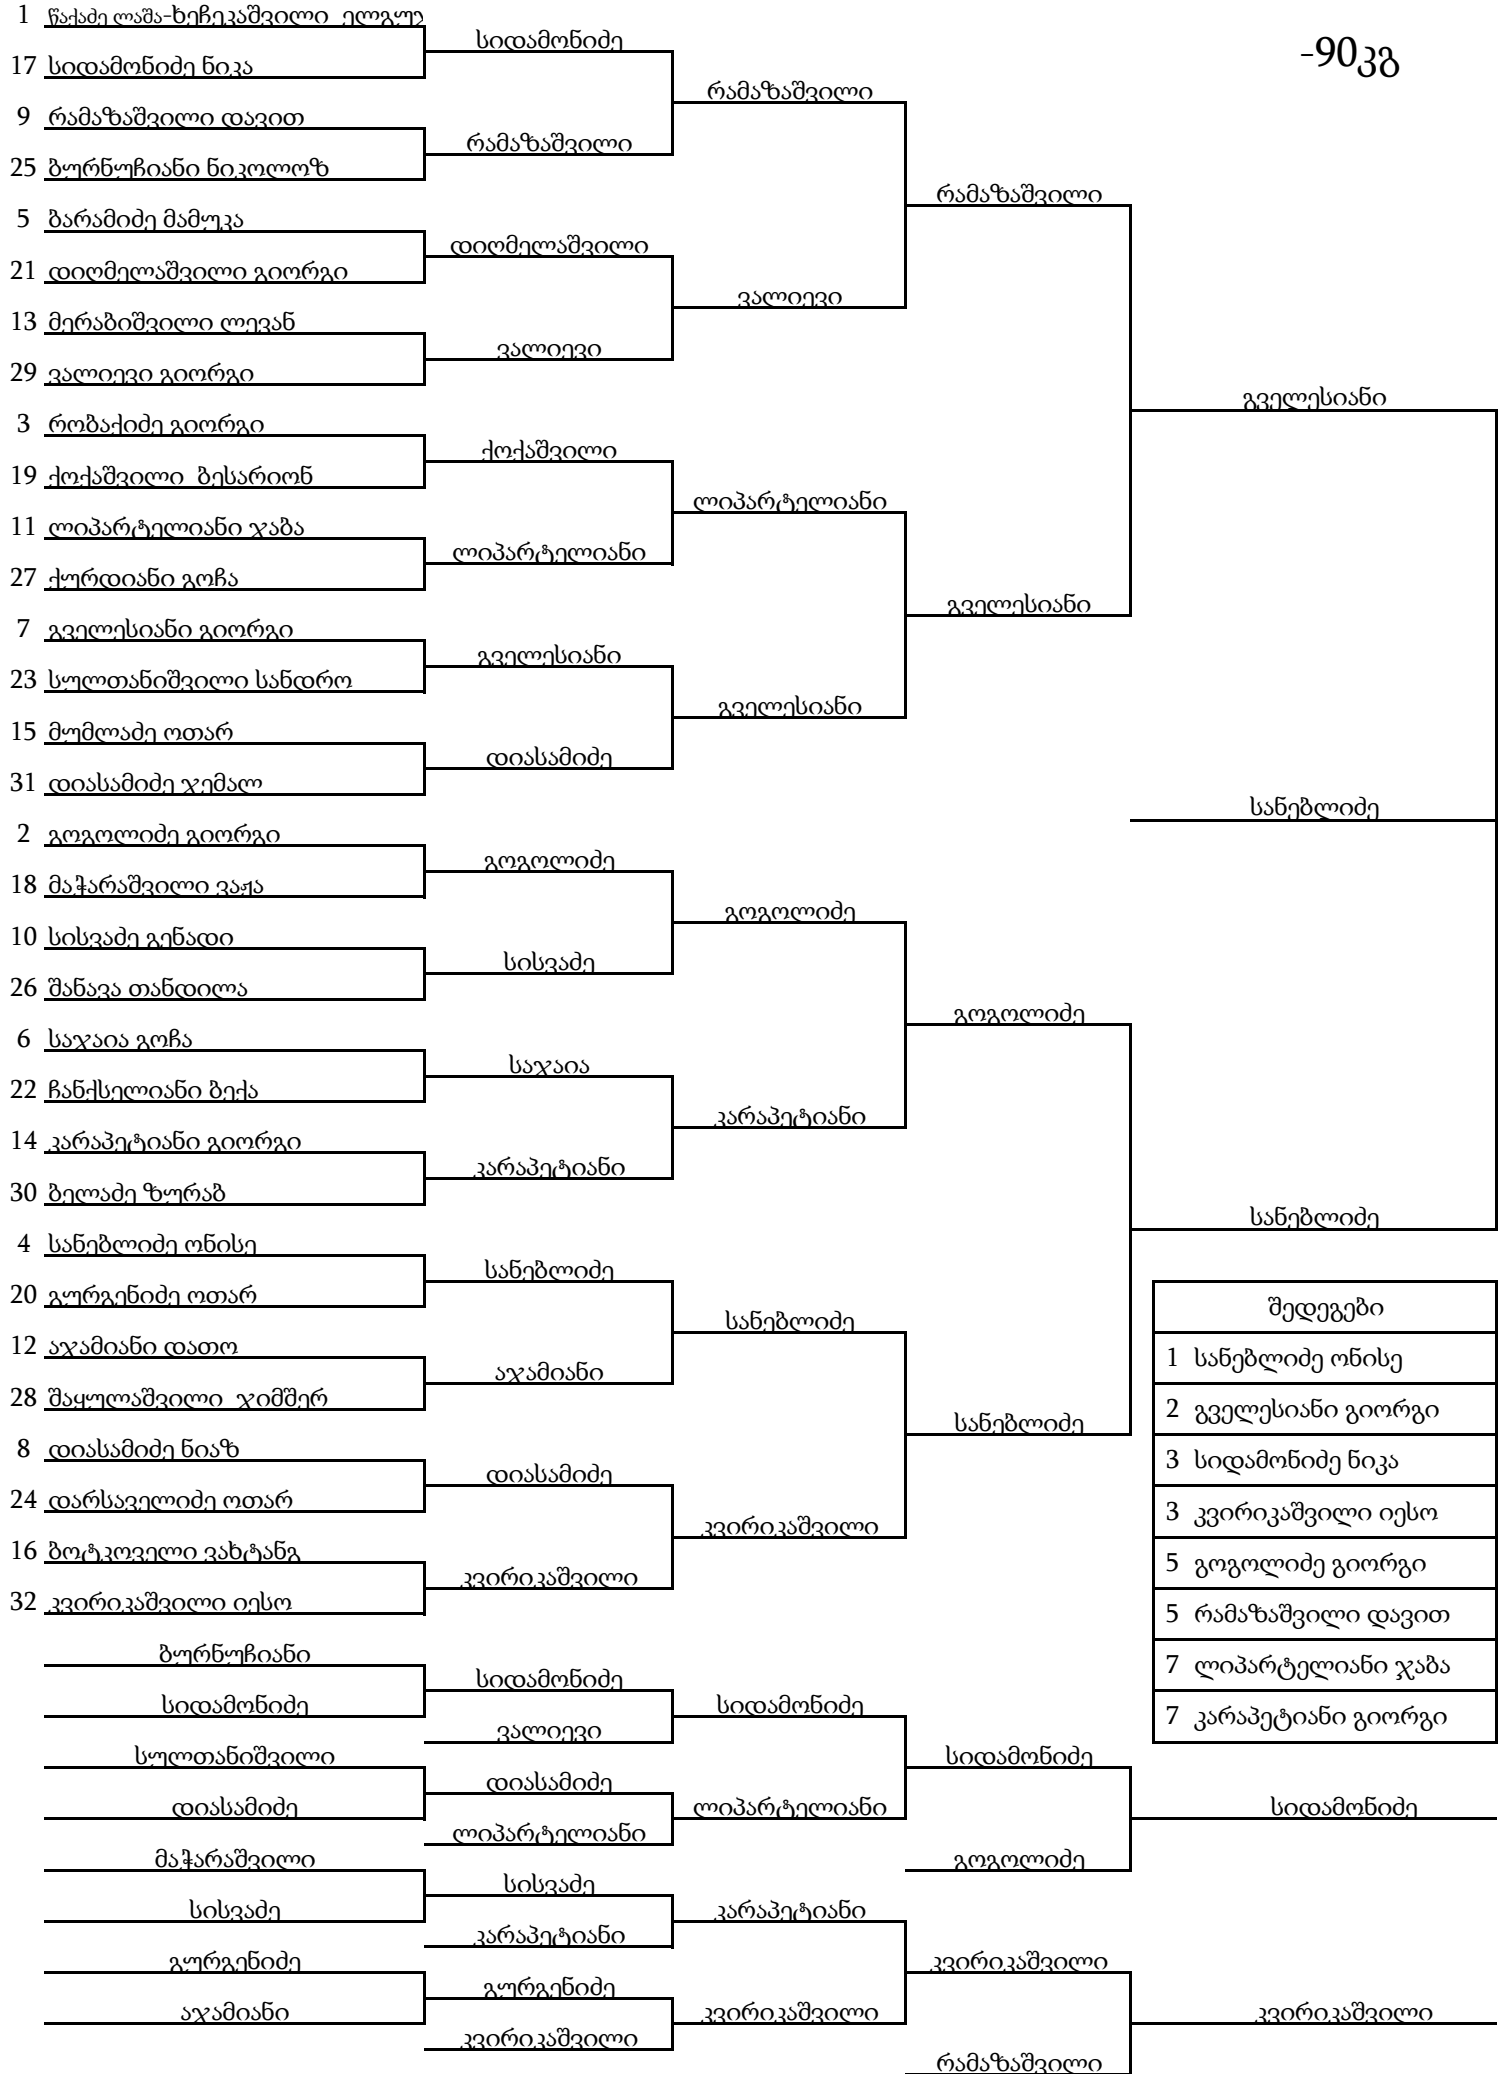 -90კგ
1 წაქაძე ლაშა-ხეჩეკაშვილი ელგუჯ
17 სიდამონიძე ნიკა
9 რამაზაშვილი დავით
25 ბურნუჩიანი ნიკოლოზ
5 ბარამიძე მამუკა
21 დიღმელაშვილი გიორგი
13 მერაბიშვილი ლევან
29 ვალიევი გიორგი
3 რობაქიძე გიორგი
19 ქოქაშვილი ბესარიონ
11 ლიპარტელიანი ჯაბა
27 ქურდიანი გოჩა
7 გველესიანი გიორგი
23 სულთანიშვილი სანდრო
15 მუმლაძე ოთარ
31 დიასამიძე ჯემალ
2 გოგოლიძე გიორგი
18 მაჭარაშვილი ვაჟა
10 სისვაძე გენადი
26 შანავა თანდილა
6 საჯაია გოჩა
22 ჩანქსელიანი ბექა
14 კარაპეტიანი გიორგი
30 ბელაძე ზურაბ
4 სანებლიძე ონისე
20 გურგენიძე ოთარ
12 აჯამიანი დათო
28 შაყულაშვილი ჯიმშერ
8 დიასამიძე ნიაზ
24 დარსაველიძე ოთარ
16 ბოტკოველი ვახტანგ
32 კვირიკაშვილი იესო
სიდამონიძე
რამაზაშვილი
დიღმელაშვილი
ვალიევი
ქოქაშვილი
ლიპარტელიანი
გველესიანი
დიასამიძე
გოგოლიძე
სისვაძე
საჯაია
კარაპეტიანი
სანებლიძე
აჯამიანი
დიასამიძე
კვირიკაშვილი
რამაზაშვილი
ვალიევი
ლიპარტელიანი
გველესიანი
გოგოლიძე
კარაპეტიანი
სანებლიძე
კვირიკაშვილი
რამაზაშვილი
გველესიანი
გოგოლიძე
სანებლიძე
გველესიანი
სანებლიძე
სანებლიძე
შედეგები
1 სანებლიძე ონისე
2 გველესიანი გიორგი
3 სიდამონიძე ნიკა
3 კვირიკაშვილი იესო
5 გოგოლიძე გიორგი
5 რამაზაშვილი დავით
7 ლიპარტელიანი ჯაბა
7 კარაპეტიანი გიორგი
ბურნუჩიანი
სიდამონიძე
სულთანიშვილი
დიასამიძე
მაჭარაშვილი
სისვაძე
გურგენიძე
აჯამიანი
სიდამონიძე
ვალიევი
დიასამიძე
ლიპარტელიანი
სისვაძე
კარაპეტიანი
გურგენიძე
კვირიკაშვილი
სიდამონიძე
ლიპარტელიანი
კარაპეტიანი
კვირიკაშვილი
სიდამონიძე
გოგოლიძე
კვირიკაშვილი
რამაზაშვილი
სიდამონიძე
კვირიკაშვილი